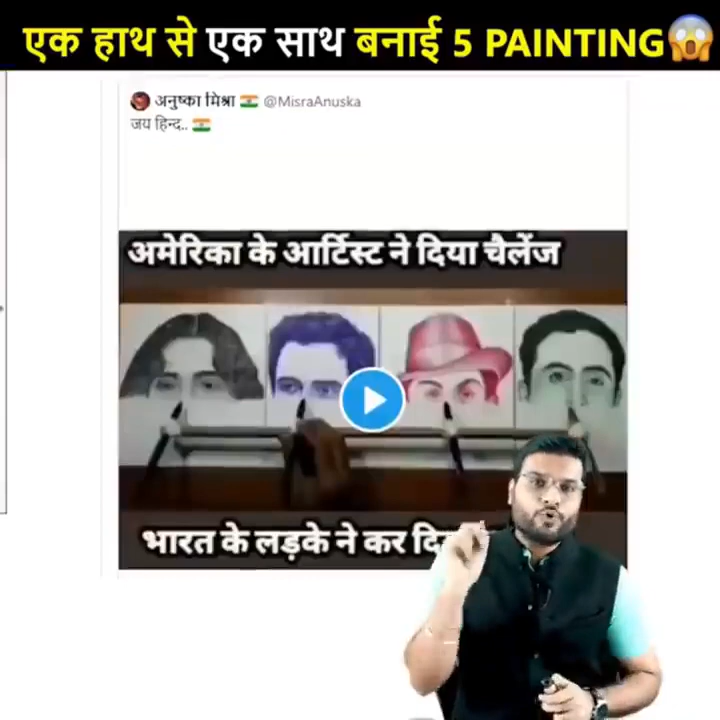 एक हाथ से एक साथ बनाई 5 PAINTING😱
अनुष्का मिश्रा 🇮🇳 @MisraAnuska
जय हिन्द.. 🇮🇳
अमेरिका के आर्टिस्ट ने दिया चैलेंज
भारत के लड़के ने कर